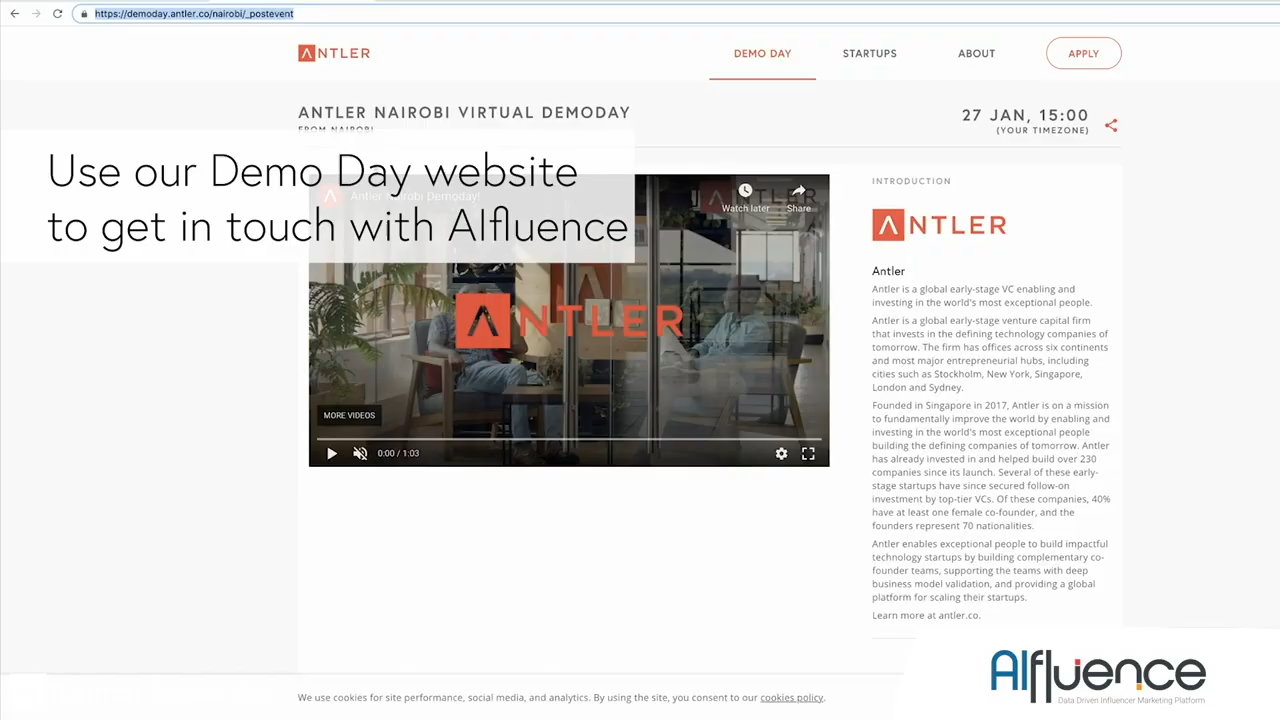 https://demoday.antler.co/nairobi/_postevent
ANTLER
DEMO DAY
STARTUPS
ABOUT
APPLY
ANTLER NAIROBI VIRTUAL DEMODAY
FROM NAIROBI
27 JAN, 15:00
(YOUR TIMEZONE)
Use our Demo Day website
to get in touch with AIfluence
Antler Nairobi Demoday!
Watch later
Share
ANTLER
MORE VIDEOS
0:00 / 1:03
INTRODUCTION
ANTLER
Antler
Antler is a global early-stage VC enabling and
investing in the world's most exceptional people.
Antler is a global early-stage venture capital firm
that invests in the defining technology companies of
tomorrow. The firm has offices across six continents
and most major entrepreneurial hubs, including
cities such as Stockholm, New York, Singapore,
London and Sydney.
Founded in Singapore in 2017, Antler is on a mission
to fundamentally improve the world by enabling and
investing in the world's most exceptional people
building the defining companies of tomorrow. Antler
has already invested in and helped build over 230
companies since its launch. Several of these early-
stage startups have since secured follow-on
investment by top-tier VCs. Of these companies, 40%
have at least one female co-founder, and the
founders represent 70 nationalities.
Antler enables exceptional people to build impactful
technology startups by building complementary co-
founder teams, supporting the teams with deep
business model validation, and providing a global
platform for scaling their startups.
Learn more at antler.co.
AIfluence
Data Driven Influencer Marketing Platform
We use cookies for site performance, social media, and analytics. By using the site, you consent to our cookies policy.